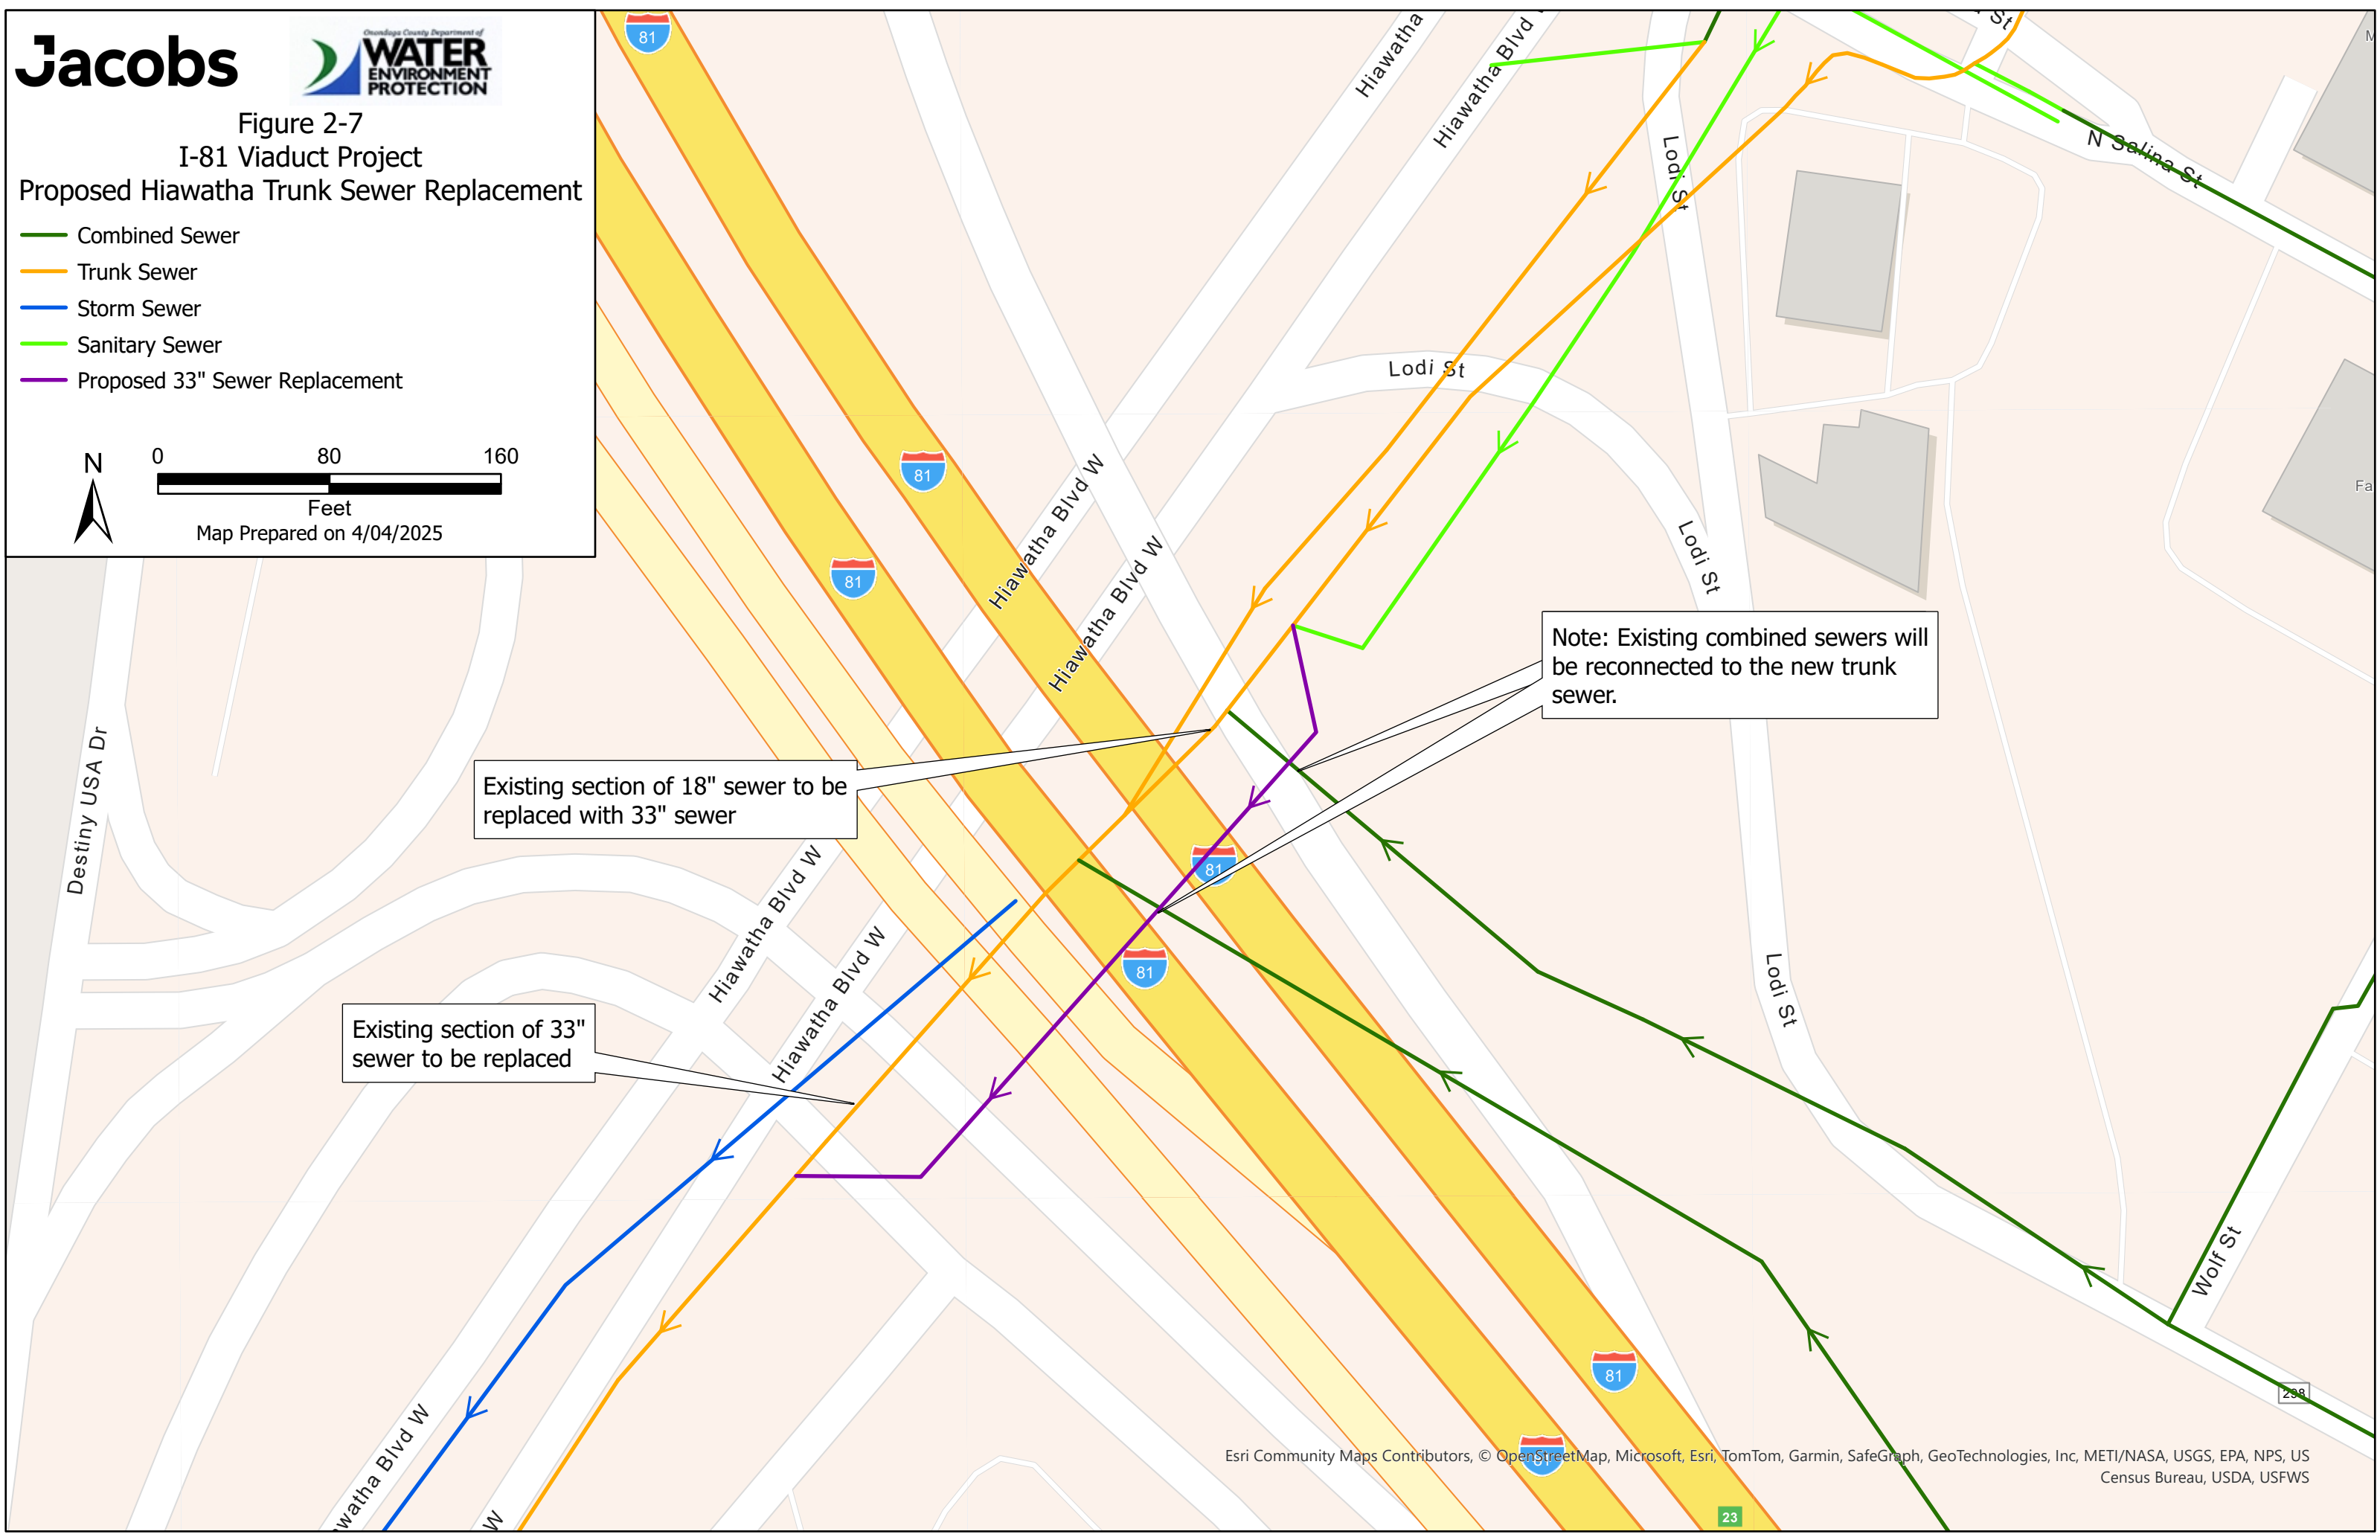 Jacobs
Onondaga County Department of
WATER
ENVIRONMENT
PROTECTION
Figure 2-7
I-81 Viaduct Project
Proposed Hiawatha Trunk Sewer Replacement
Combined Sewer
Trunk Sewer
Storm Sewer
Sanitary Sewer
Proposed 33" Sewer Replacement
N
0 80 160
Feet
Map Prepared on 4/04/2025
81
Hiawatha
Hiawatha Blvd
St
N Salina St
Lodi St
Lodi St
81
Hiawatha Blvd W
Fa
81
Hiawatha Blvd W
Lodi St
Note: Existing combined sewers will
be reconnected to the new trunk
sewer.
Destiny USA Dr
Existing section of 18" sewer to be
replaced with 33" sewer
81
Hiawatha Blvd W
81
Hiawatha Blvd W
Lodi St
Existing section of 33"
sewer to be replaced
Wolf St
81
298
watha Blvd W
W
81
Esri Community Maps Contributors, © OpenStreetMap, Microsoft, Esri, TomTom, Garmin, SafeGraph, GeoTechnologies, Inc, METI/NASA, USGS, EPA, NPS, US
Census Bureau, USDA, USFWS
23